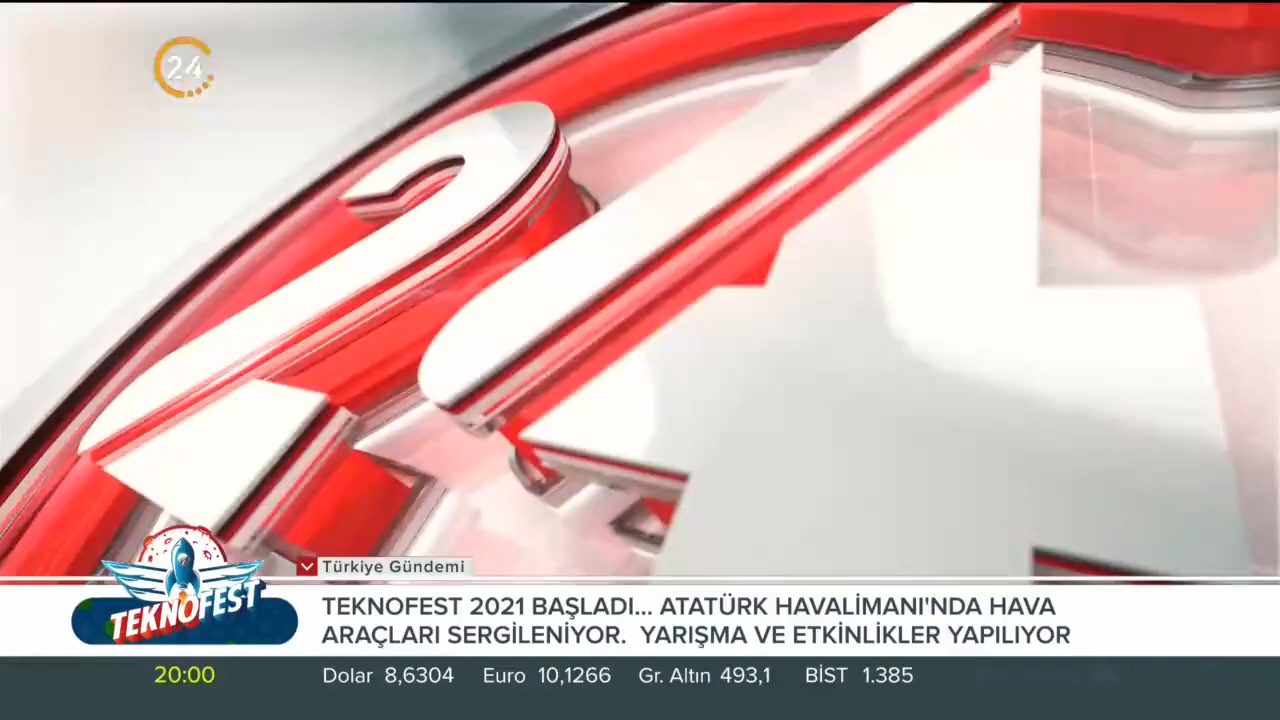 24
Türkiye Gündemi
TEKNOFEST
TEKNOFEST 2021 BAŞLADI... ATATÜRK HAVALİMANI'NDA HAVA
ARAÇLARI SERGİLENİYOR. YARIŞMA VE ETKİNLİKLER YAPILIYOR
20:00 Dolar 8,6304 Euro 10,1266 Gr. Altın 493,1 BİST 1.385